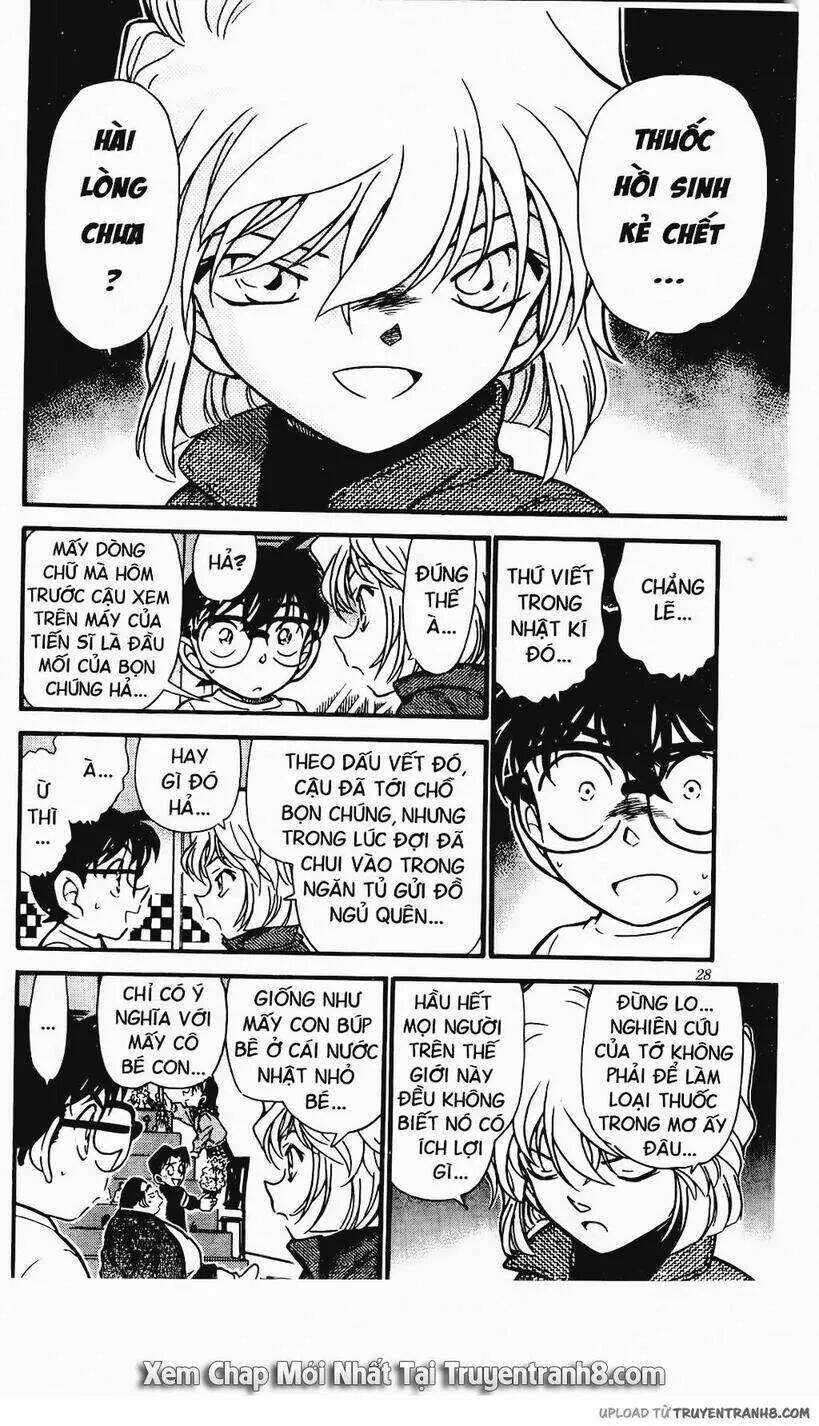 THUỐC
HỒI SINH
KẺ CHẾT
...
HÀI
LÒNG
CHƯA
?
CHẲNG
LẼ...
THỨ VIẾT
TRONG
NHẬT KÍ
ĐÓ...
ĐÚNG
THẾ
À...
HẢ?
MẤY DÒNG
CHỮ MÀ HÔM
TRƯỚC CẬU XEM
TRÊN MÁY CỦA
TIẾN SĨ LÀ ĐẦU
MỐI CỦA BỌN
CHÚNG HẢ...
THEO DẤU VẾT ĐÓ,
CẬU ĐÃ TỚI CHỖ
BỌN CHÚNG, NHƯNG
TRONG LÚC ĐỢI ĐÃ
CHUI VÀO TRONG
NGĂN TỦ GỬI ĐỒ
NGỦ QUÊN...
HAY
GÌ ĐÓ
HẢ...
À...
Ừ
THÌ
...
28
ĐỪNG LO...
NGHIÊN CỨU
CỦA TỚ KHÔNG
PHẢI ĐỂ LÀM
LOẠI THUỐC
TRONG MƠ ẤY
ĐÂU...
HẦU HẾT
MỌI NGƯỜI
TRÊN THẾ
GIỚI NÀY
ĐỀU KHÔNG
BIẾT NÓ CÓ
ÍCH LỢI
GÌ...
GIỐNG NHƯ
MẤY CON BÚP
BÊ Ở CÁI NƯỚC
NHẬT NHỎ
BÉ...
CHỈ CÓ Ý
NGHĨA VỚI
MẤY CÔ
BÉ CON...
...
Xem Chap Mới Nhất Tại Truyentranh8.com
UPLOAD TỪ TRUYENTRANH8.COM